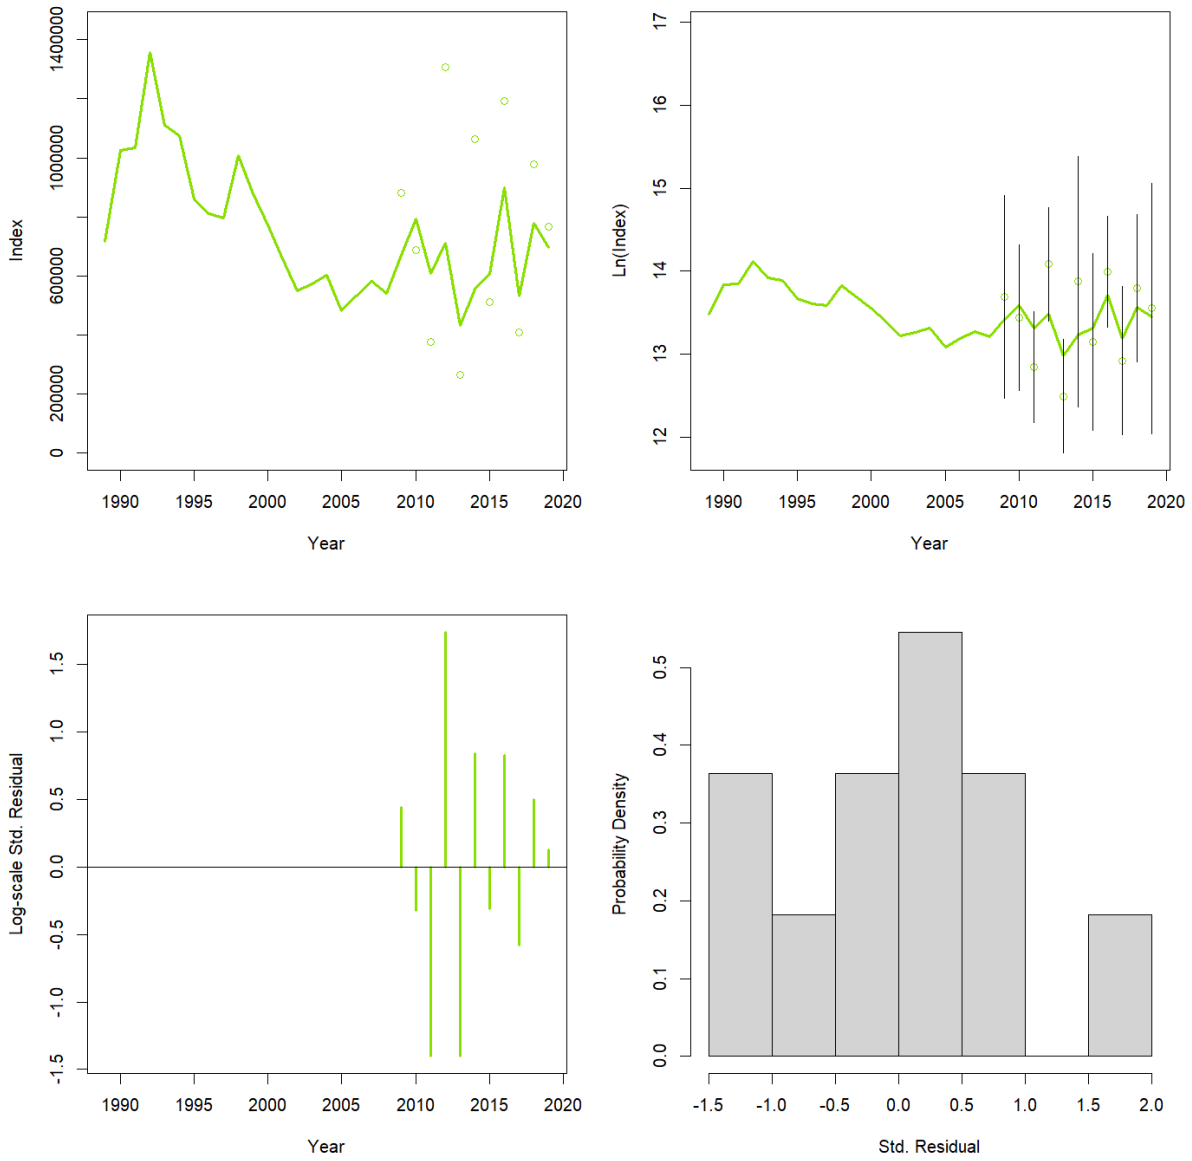 Index
1400000
1000000
600000
200000
0
1990 1995 2000 2005 2010 2015 2020
Year
Ln(Index)
17
16
15
14
13
12
1990 1995 2000 2005 2010 2015 2020
Year
Log-scale Std. Residual
1.5
1.0
0.5
0.0
-0.5
-1.0
-1.5
1990 1995 2000 2005 2010 2015 2020
Year
Probability Density
0.5
0.4
0.3
0.2
0.1
0.0
-1.5 -1.0 -0.5 0.0 0.5 1.0 1.5 2.0
Std. Residual